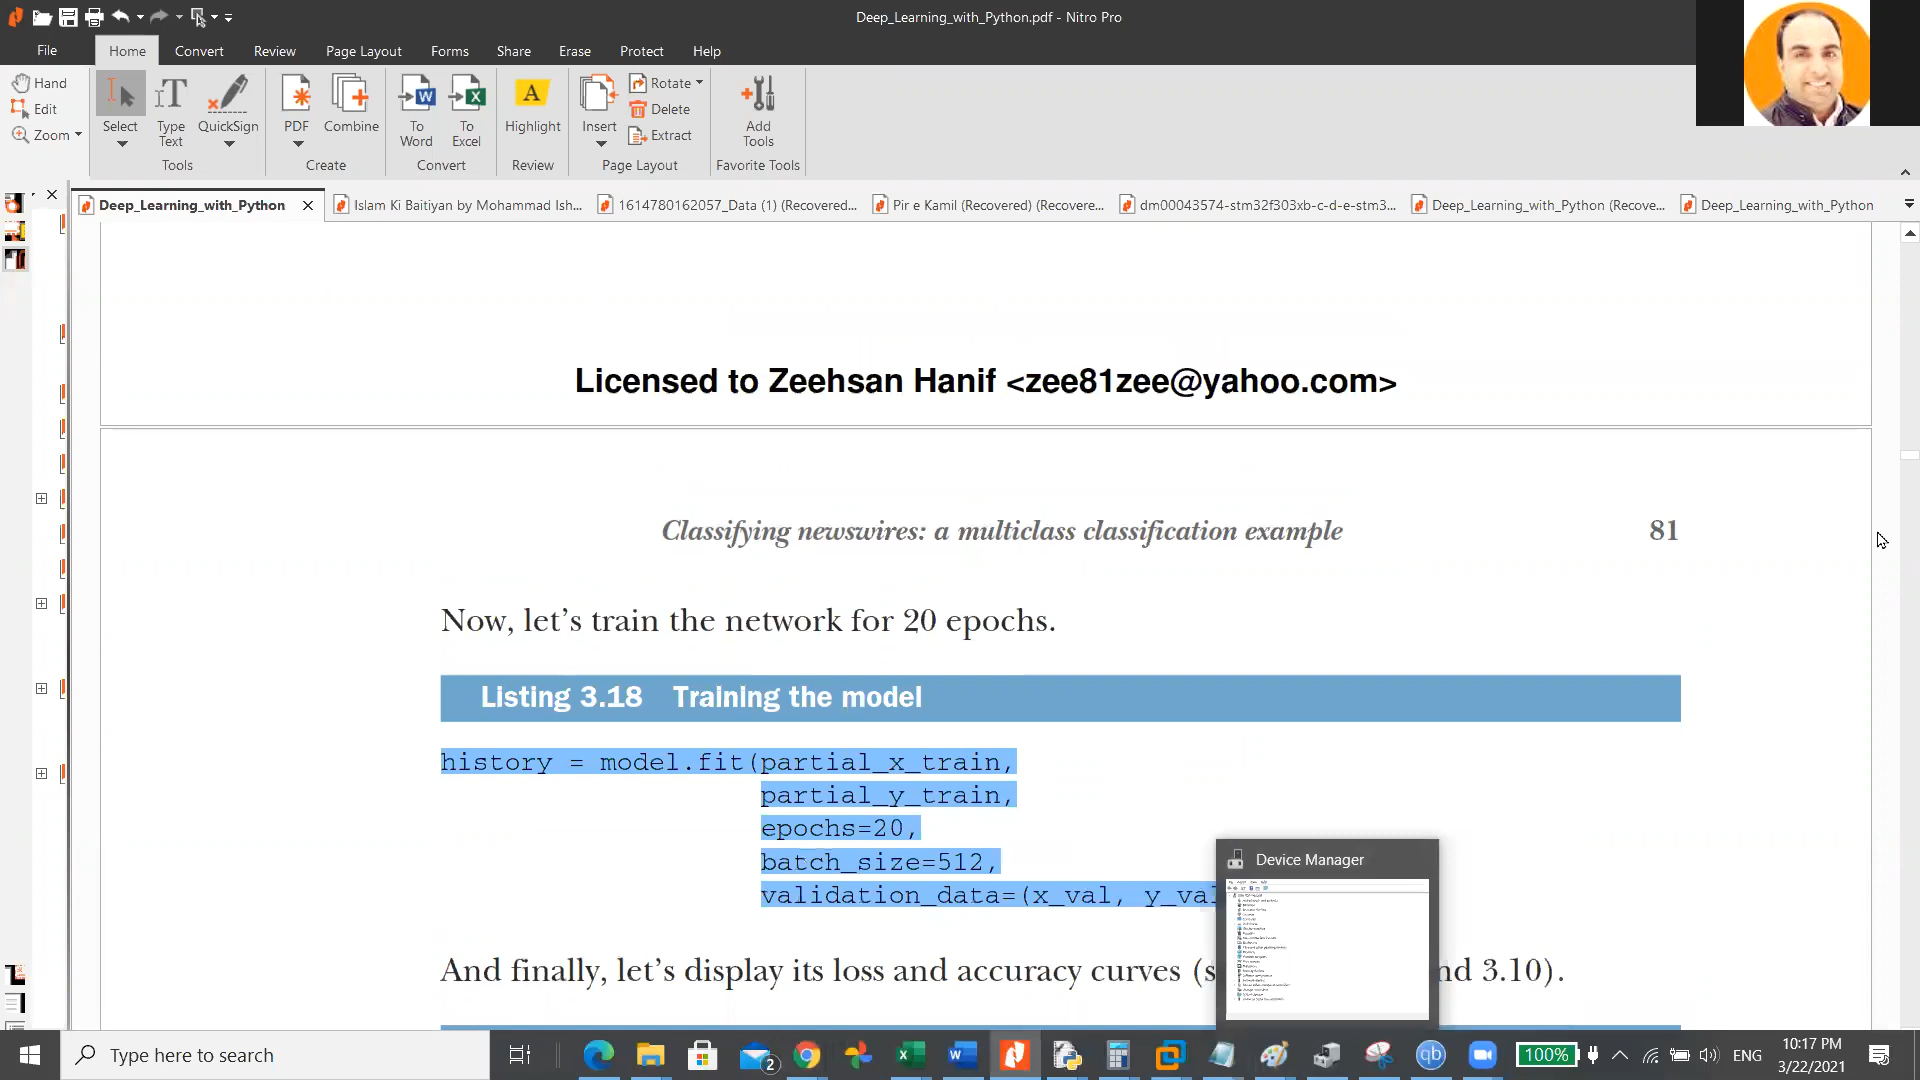 Deep_Learning_with_Python.pdf - Nitro Pro
File
Home
Convert
Review
Page Layout
Forms
Share
Erase
Protect
Help
Hand
Edit
Zoom
Select
Type Text
QuickSign
PDF
Combine
To Word
To Excel
Highlight
Insert
Rotate
Delete
Extract
Add Tools
Tools
Create
Convert
Review
Page Layout
Favorite Tools
Deep_Learning_with_Python
Islam Ki Baitiyan by Mohammad Ish...
1614780162057_Data (1) (Recovered...
Pir e Kamil (Recovered) (Recovere...
dm00043574-stm32f303xb-c-d-e-stm3...
Deep_Learning_with_Python (Recove...
Deep_Learning_with_Python
Licensed to Zeehsan Hanif <zee81zee@yahoo.com>
Classifying newswires: a multiclass classification example 81
Now, let's train the network for 20 epochs.
Listing 3.18 Training the model
history = model.fit(partial_x_train,
partial_y_train,
epochs=20,
batch_size=512,
validation_data=(x_val, y_val
Device Manager
And finally, let's display its loss and accuracy curves (s nd 3.10).
Type here to search
2
100%
ENG
10:17 PM
3/22/2021